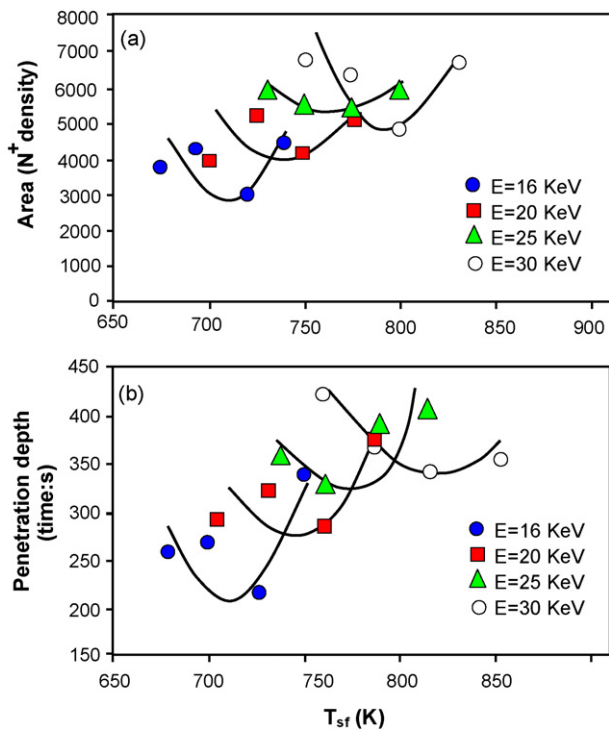 (a)
Area (N⁺ density)
8000
7000
6000
5000
4000
3000
2000
1000
0
E=16 KeV
E=20 KeV
E=25 KeV
E=30 KeV
650 700 750 800 850 900
(b)
Penetration depth
(time:s)
450
400
350
300
250
200
150
E=16 KeV
E=20 KeV
E=25 KeV
E=30 KeV
650 700 750 800 850
T_sf (K)